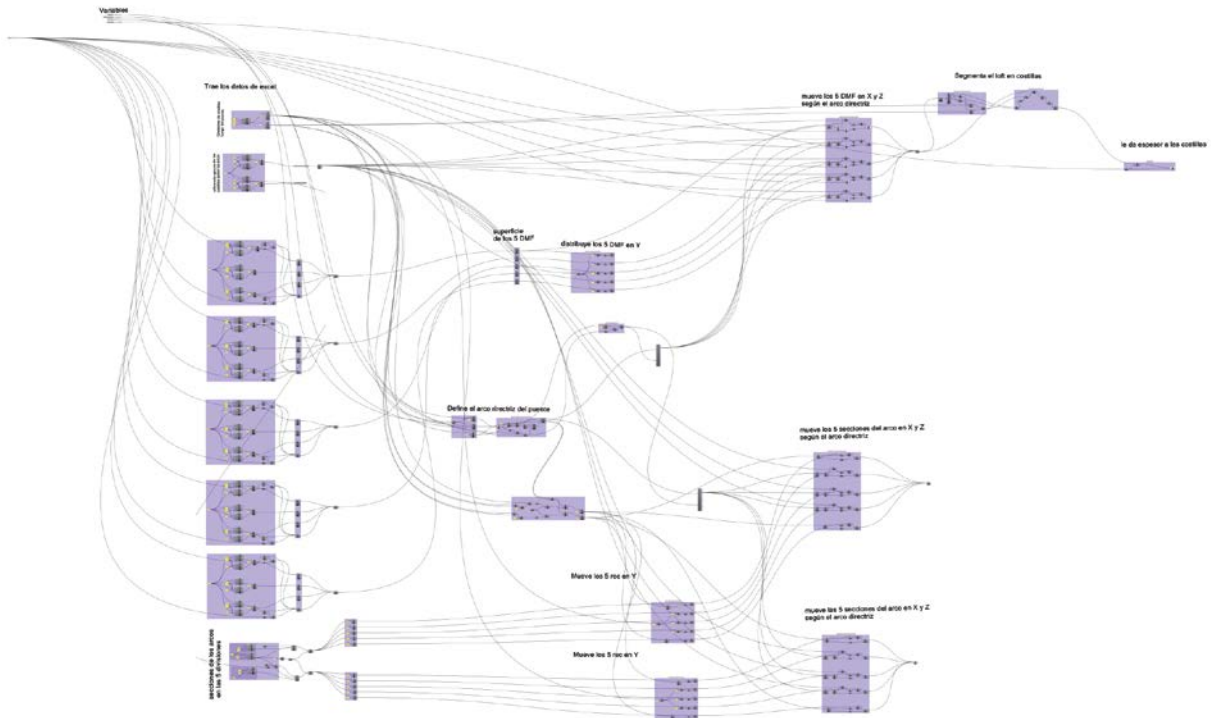 Variables
Trae los datos de excel
superficie
de los 5 DMF
distribuye los 5 DMF en Y
mueve los 5 DMF en X y Z
según el arco directriz
Segmenta el loft en costillas
le da espesor a las costillas
Define el arco directriz del puente
mueve los 5 secciones del arco en X y Z
según el arco directriz
Mueve los 5 rec en Y
mueve las 5 secciones del arco en X y Z
según el arco directriz
Mueve los 5 rec en Y
secciones de los arcos
en las 5 divisiones